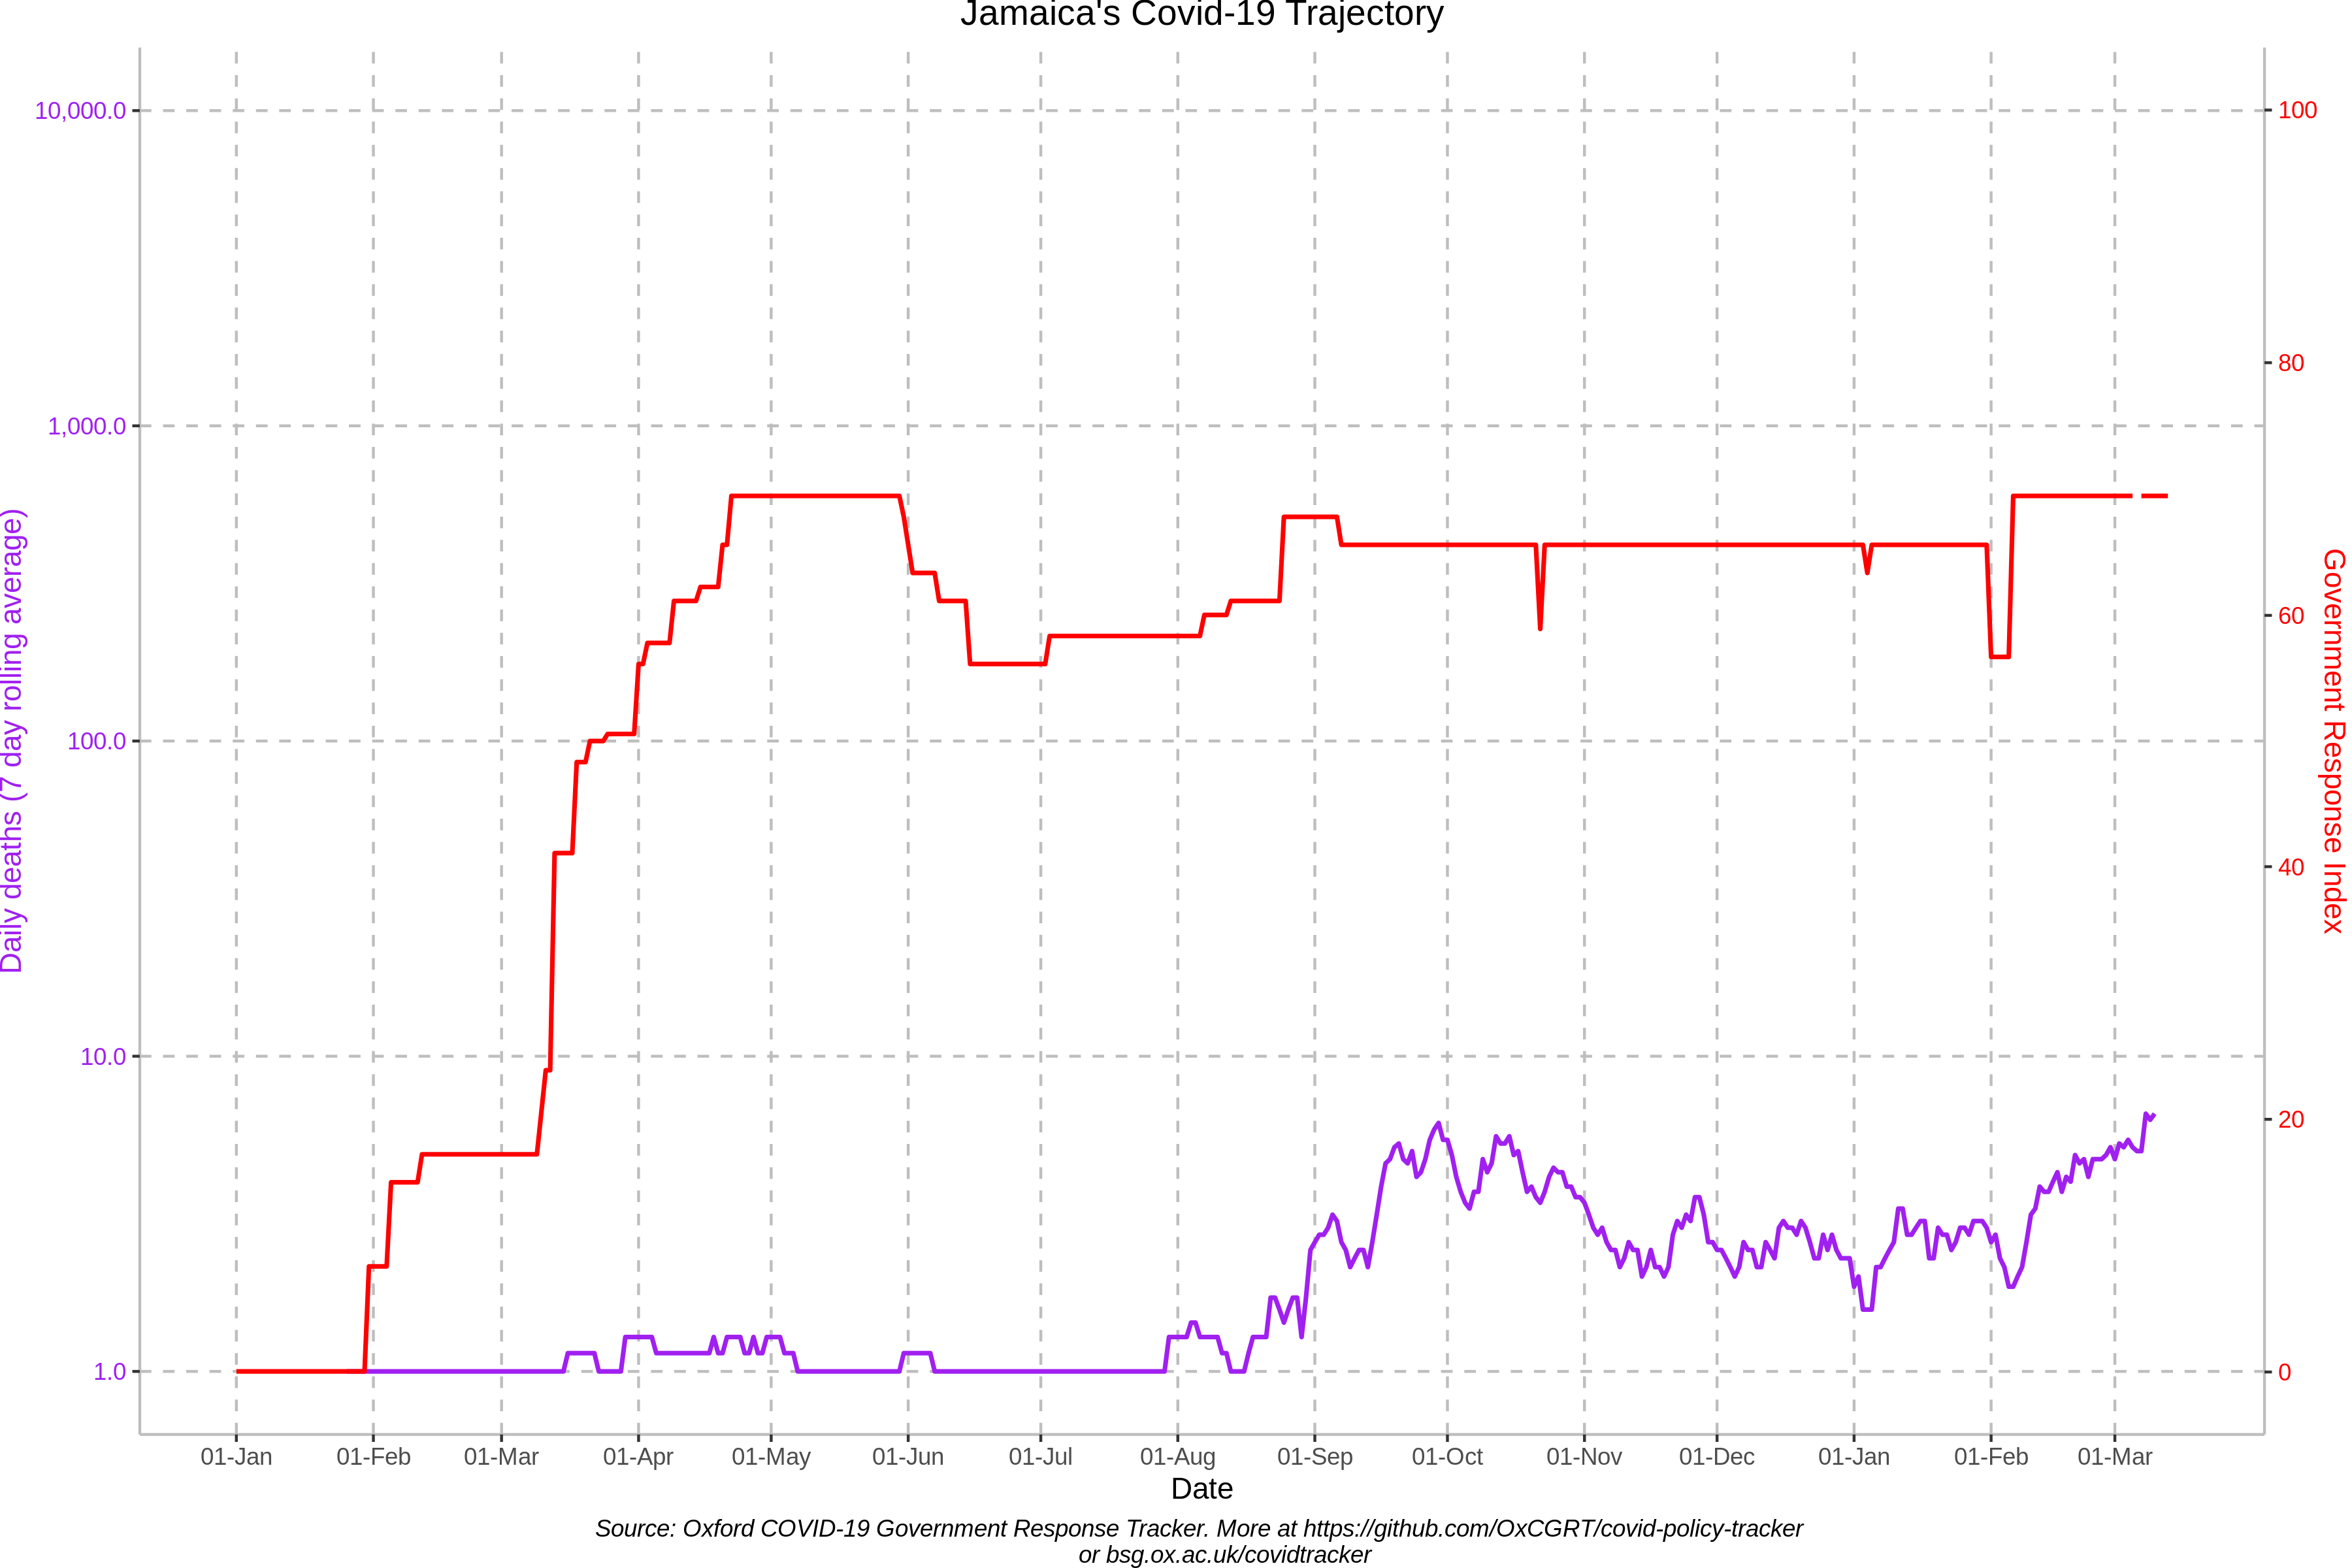 Jamaica's Covid-19 Trajectory
Daily deaths (7 day rolling average)
10,000.0
1,000.0
100.0
10.0
1.0
100
80
60
40
20
0
Government Response Index
01-Jan 01-Feb 01-Mar 01-Apr 01-May 01-Jun 01-Jul 01-Aug 01-Sep 01-Oct 01-Nov 01-Dec 01-Jan 01-Feb 01-Mar
Date
Source: Oxford COVID-19 Government Response Tracker. More at https://github.com/OxCGRT/covid-policy-tracker
or bsg.ox.ac.uk/covidtracker